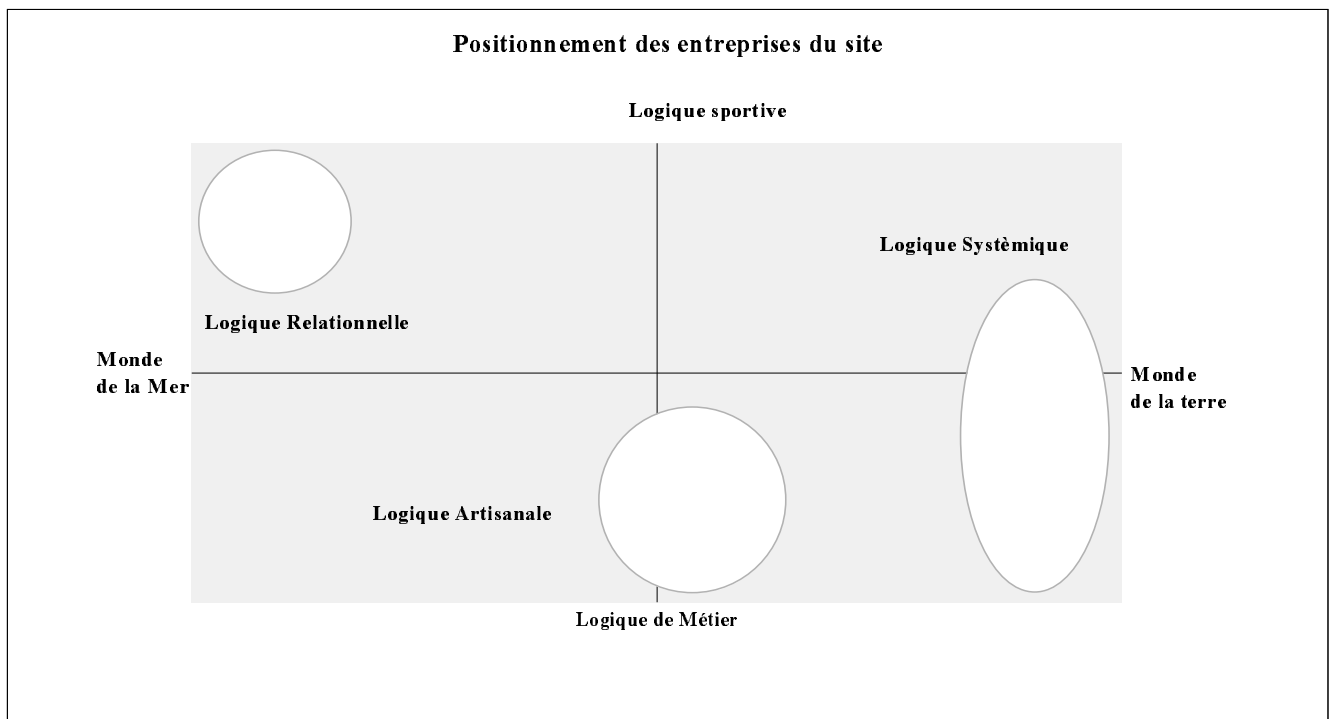 Positionnement des entreprises du site
Logique sportive
Logique Systèmique
Logique Relationnelle
Monde
de la Mer
Monde
de la terre
Logique Artisanale
Logique de Métier